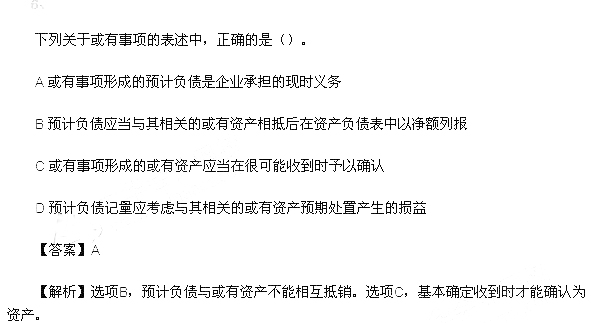 下列关于或有事项的表述中，正确的是（）。
A 或有事项形成的预计负债是企业承担的现时义务
B 预计负债应当与其相关的或有资产相抵后在资产负债表中以净额列报
C 或有事项形成的或有资产应当在很可能收到时予以确认
D 预计负债记量应考虑与其相关的或有资产预期处置产生的损益
【答案】A
【解析】选项B，预计负债与或有资产不能相互抵销。选项C，基本确定收到时才能确认为
资产。